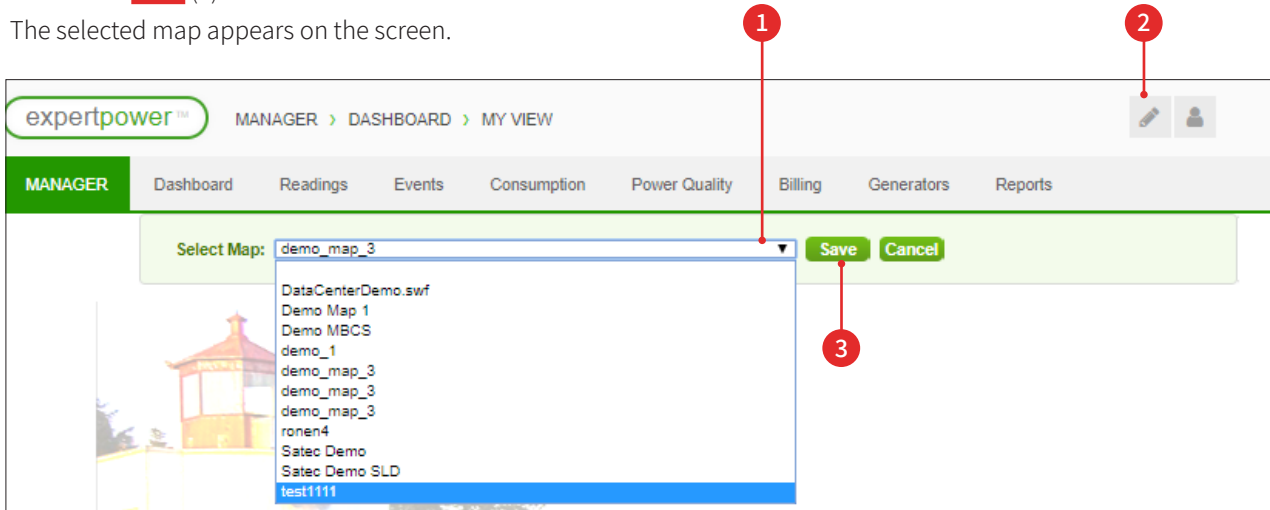 The selected map appears on the screen.
1
2
expertpower™
MANAGER > DASHBOARD > MY VIEW
MANAGER Dashboard Readings Events Consumption Power Quality Billing Generators Reports
Select Map: demo_map_3 ▼ Save Cancel
DataCenterDemo.swf
Demo Map 1
Demo MBCS
demo_1
demo_map_3
demo_map_3
demo_map_3
ronen4
Satec Demo
Satec Demo SLD
test1111
3